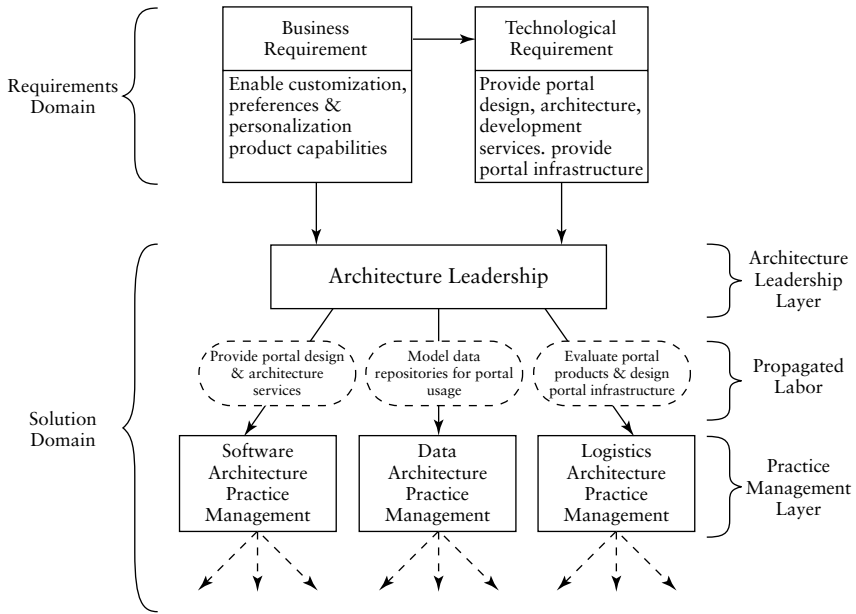 Business
Requirement
Technological
Requirement
Requirements
Domain
Enable customization,
preferences &
personalization
product capabilities
Provide portal
design, architecture,
development
services. provide
portal infrastructure
Architecture Leadership
Architecture
Leadership
Layer
Solution
Domain
Provide portal design
& architecture
services
Model data
repositories for portal
usage
Evaluate portal
products & design
portal infrastructure
Propagated
Labor
Software
Architecture
Practice
Management
Data
Architecture
Practice
Management
Logistics
Architecture
Practice
Management
Practice
Management
Layer